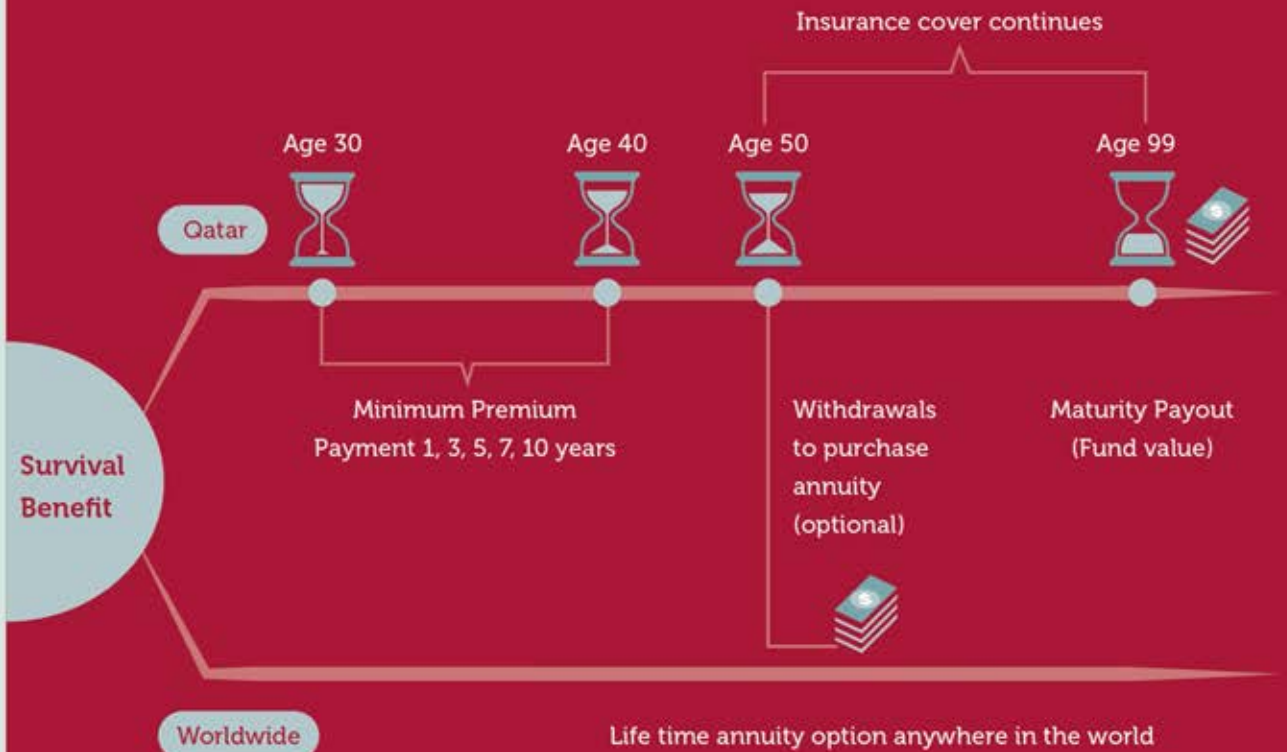 Insurance cover continues
Age 30
Age 40
Age 50
Age 99
Qatar
Minimum Premium
Payment 1, 3, 5, 7, 10 years
Withdrawals
to purchase
annuity
(optional)
Maturity Payout
(Fund value)
Survival
Benefit
Worldwide
Life time annuity option anywhere in the world